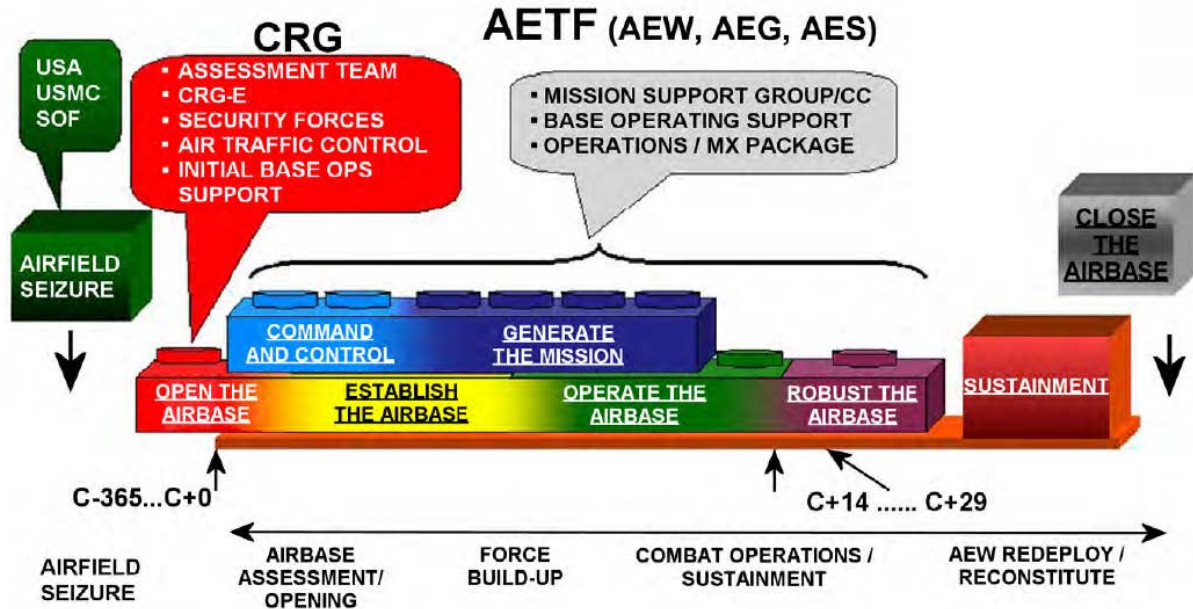 CRG
AETF (AEW, AEG, AES)
USA
USMC
SOF
▪ ASSESSMENT TEAM
▪ CRG-E
▪ SECURITY FORCES
▪ AIR TRAFFIC CONTROL
▪ INITIAL BASE OPS
SUPPORT
▪ MISSION SUPPORT GROUP/CC
▪ BASE OPERATING SUPPORT
▪ OPERATIONS / MX PACKAGE
AIRFIELD
SEIZURE
CLOSE
THE
AIRBASE
COMMAND
AND CONTROL
GENERATE
THE MISSION
OPEN THE
AIRBASE
ESTABLISH
THE AIRBASE
OPERATE THE
AIRBASE
ROBUST THE
AIRBASE
SUSTAINMENT
C-365...C+0
C+14 ...... C+29
AIRFIELD
SEIZURE
AIRBASE
ASSESSMENT/
OPENING
FORCE
BUILD-UP
COMBAT OPERATIONS /
SUSTAINMENT
AEW REDEPLOY /
RECONSTITUTE